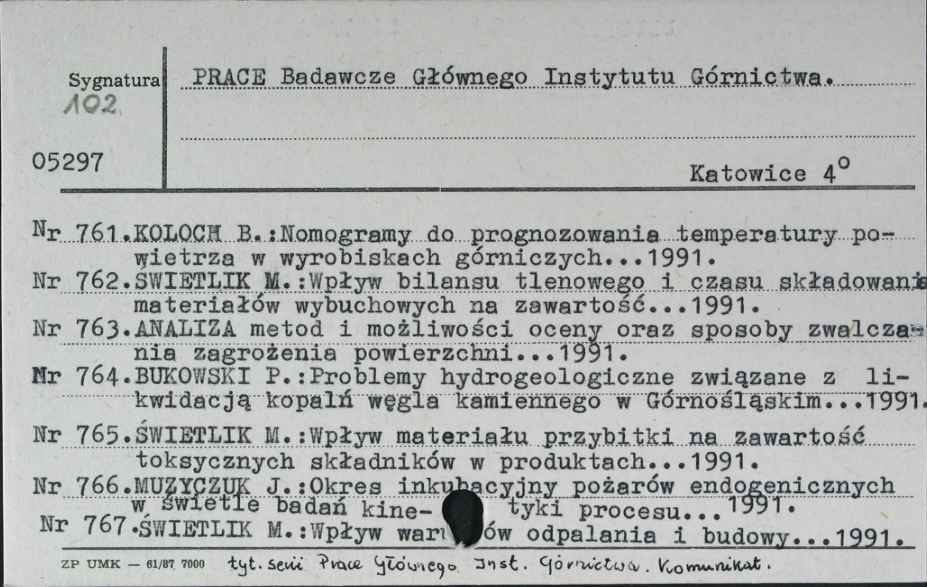 Sygnatura
PRACE Badawcze Głównego Instytutu Górnictwa.
102
05297
Katowice 4°
Nr 761.KOLOCH B.:Nomogramy do prognozowania temperatury po-
wietrza w wyrobiskach górniczych...1991.
Nr 762.ŚWIETLIK M.:Wpływ bilansu tlenowego i czasu składowania
materiałów wybuchowych na zawartość...1991.
Nr 763.ANALIZA metod i możliwości oceny oraz sposoby zwalcza-
nia zagrożenia powierzchni...1991.
Nr 764.BUKOWSKI P.:Problemy hydrogeologiczne związane z li-
kwidacją kopalń węgla kamiennego w Górnośląskim...1991.
Nr 765.ŚWIETLIK M.:Wpływ materiału przybitki na zawartość
toksycznych składników w produktach...1991.
Nr 766.MUZYCZUK J.:Okres inkubacyjny pożarów endogenicznych
w świetle badań kine- tyki procesu...1991.
Nr 767.ŚWIETLIK M.:Wpływ odpalania i budowy...1991.
ZP UMK — 61/87 7000 tyt. serii Prace Głównego Inst. Górnictwa. Komunikat.